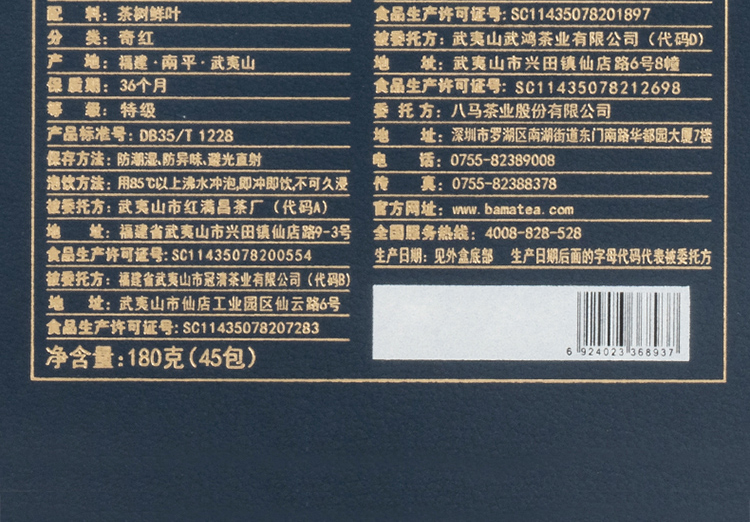 配 料：茶树鲜叶
分 类：奇红
产 地：福建·南平·武夷山
保 质 期：36个月
等 级：特级
产品标准号：DB35/T 1228
保存方法：防潮湿、防异味、避光直射
泡饮方法：用85℃以上沸水冲泡,即冲即饮,不可久浸
被委托方：武夷山市红满昌茶厂（代码A）
地 址：福建省武夷山市兴田镇仙店路9-3号
食品生产许可证号：SC11435078200554
被委托方：福建省武夷山市冠清茶业有限公司（代码B）
地 址：武夷山市仙店工业园区仙云路6号
食品生产许可证号：SC11435078207283
净含量：180克（45包）
食品生产许可证号：SC11435078201897
被委托方：武夷山武鸿茶业有限公司（代码D）
地 址：武夷山市兴田镇仙店路6号8幢
食品生产许可证号：SC11435078212698
委 托 方：八马茶业股份有限公司
地 址：深圳市罗湖区南湖街道东门南路华都园大厦7楼
电 话：0755-82389008
传 真：0755-82388378
官方网址：www.bamatea.com
全国服务热线：4008-828-528
生产日期：见外盒底部 生产日期后面的字母代码代表被委托方
6 924023 368937